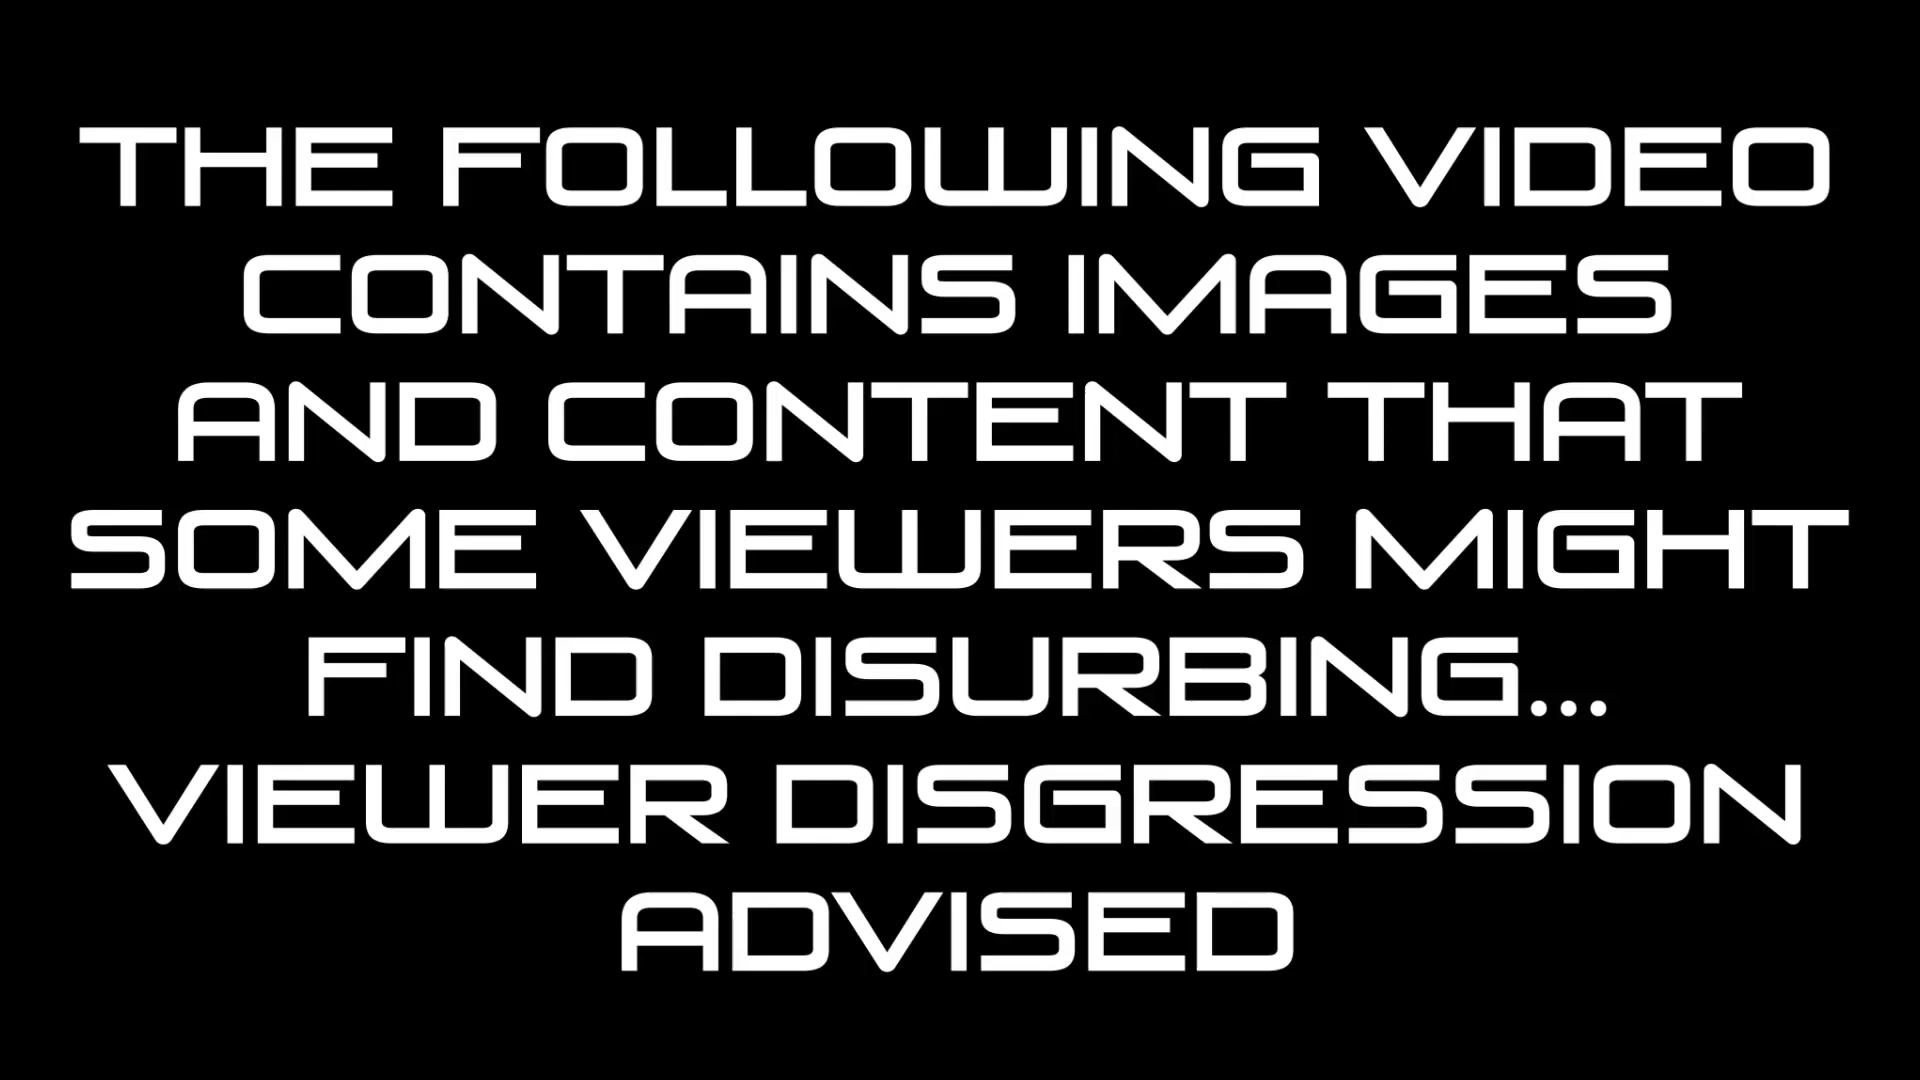 THE FOLLOWING VIDEO
CONTAINS IMAGES
AND CONTENT THAT
SOME VIEWERS MIGHT
FIND DISURBING...
VIEWER DISGRESSION
ADVISED